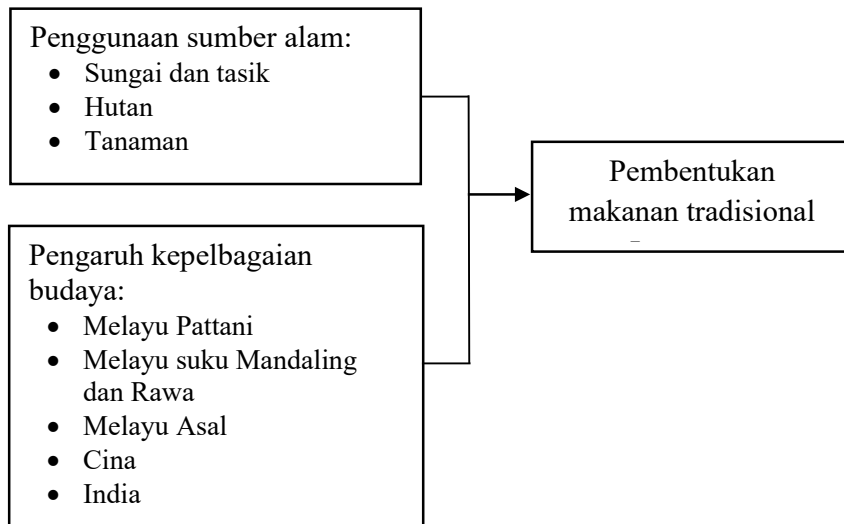 Penggunaan sumber alam:
• Sungai dan tasik
• Hutan
• Tanaman
Pengaruh kepelbagaian
budaya:
• Melayu Pattani
• Melayu suku Mandaling
dan Rawa
• Melayu Asal
• Cina
• India
Pembentukan
makanan tradisional